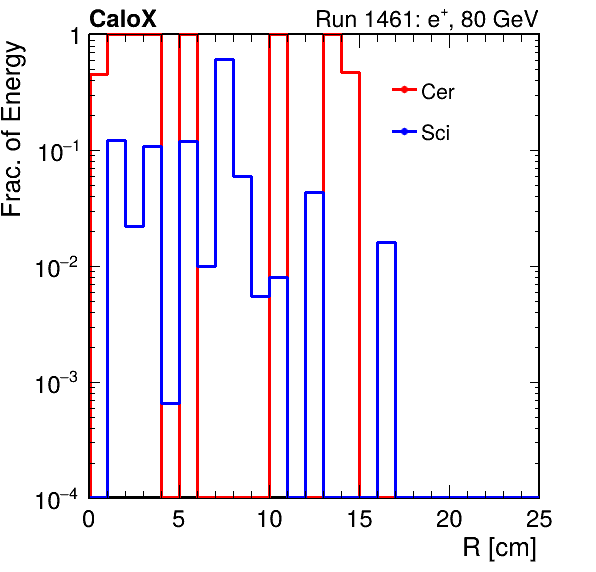 CaloX Run 1461: e⁺, 80 GeV
Frac. of Energy
1
10⁻¹
10⁻²
10⁻³
10⁻⁴
Cer
Sci
0 5 10 15 20 25
R [cm]